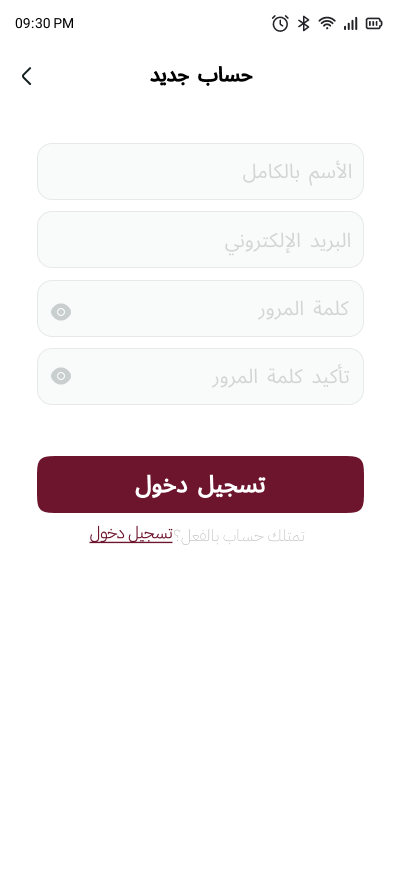 09:30 PM
حساب جديد
الأسم بالكامل
البريد الإلكتروني
كلمة المرور
تأكيد كلمة المرور
تسجيل دخول
تمتلك حساب بالفعل؟تسجيل دخول